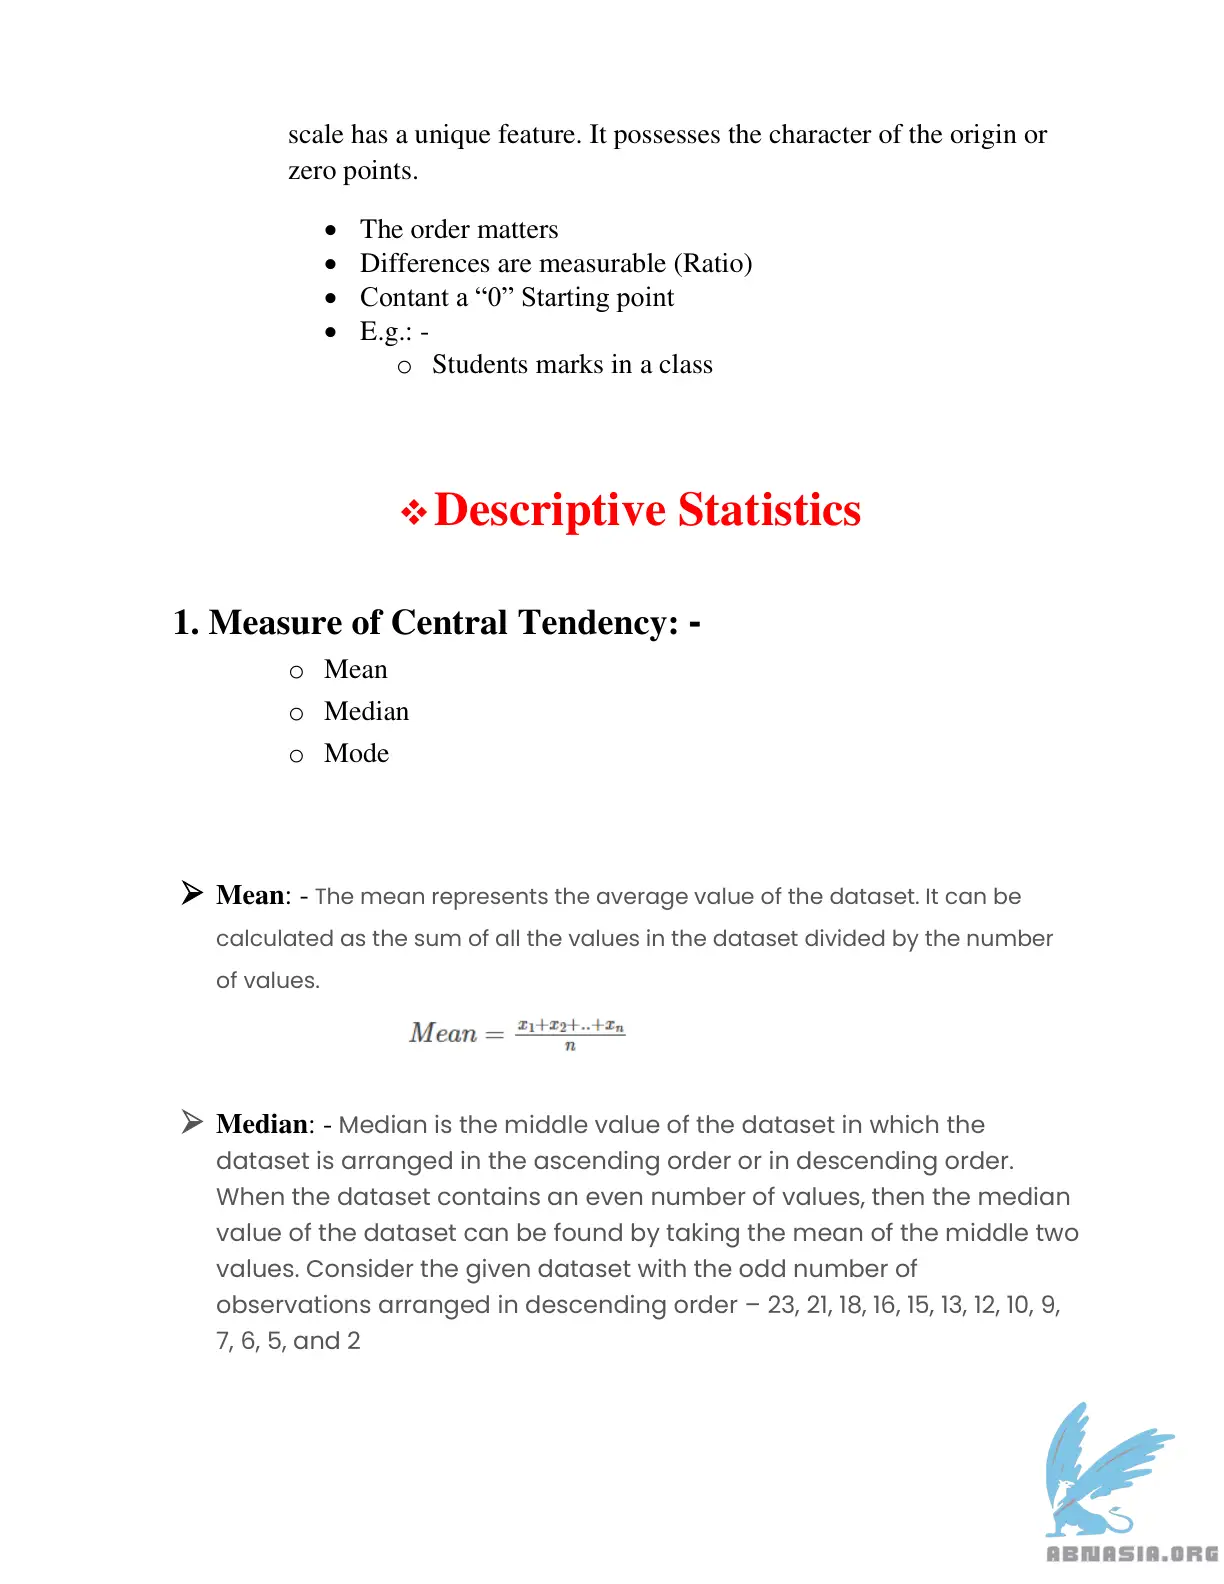 scale has a unique feature. It possesses the character of the origin or
zero points.
• The order matters
• Differences are measurable (Ratio)
• Contant a “0” Starting point
• E.g.: -
o Students marks in a class
❖Descriptive Statistics
1. Measure of Central Tendency: -
o Mean
o Median
o Mode
➢ Mean: - The mean represents the average value of the dataset. It can be
calculated as the sum of all the values in the dataset divided by the number
of values.
Mean = x₁+x₂+..+xₙ / n
➢ Median: - Median is the middle value of the dataset in which the
dataset is arranged in the ascending order or in descending order.
When the dataset contains an even number of values, then the median
value of the dataset can be found by taking the mean of the middle two
values. Consider the given dataset with the odd number of
observations arranged in descending order – 23, 21, 18, 16, 15, 13, 12, 10, 9,
7, 6, 5, and 2
ABNASIA.ORG